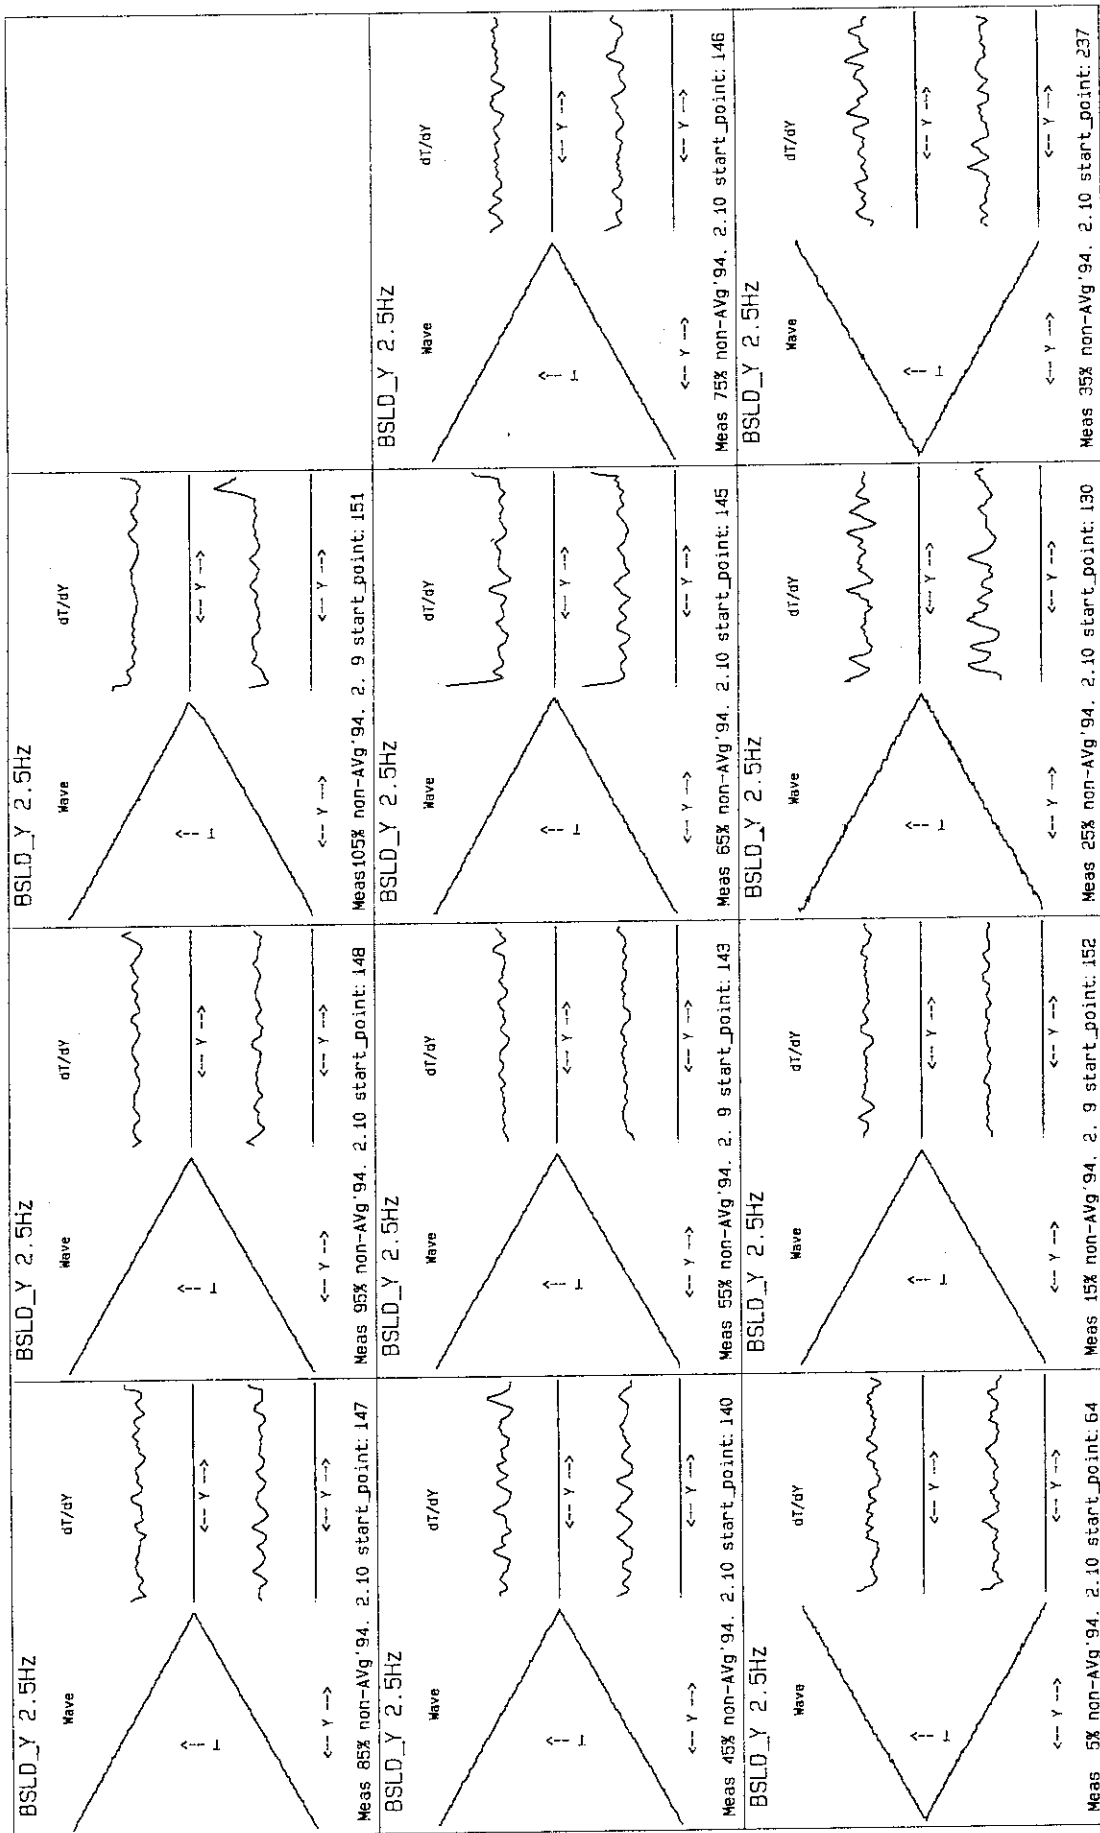 BSLD_Y 2.5Hz
Wave dT/dY
T
<--- Y --->
<-- Y --> <--- Y --->
Meas 85% non-AVg'94. 2.10 start_point: 147
BSLD_Y 2.5Hz
Wave dT/dY
T
<--- Y --->
<-- Y --> <--- Y --->
Meas 95% non-AVg'94. 2.10 start_point: 148
BSLD_Y 2.5Hz
Wave dT/dY
T
<--- Y --->
<-- Y --> <--- Y --->
Meas105% non-AVg'94. 2. 9 start_point: 151
BSLD_Y 2.5Hz
Wave dT/dY
T
<--- Y --->
<-- Y --> <--- Y --->
Meas 45% non-AVg'94. 2.10 start_point: 140
BSLD_Y 2.5Hz
Wave dT/dY
T
<--- Y --->
<-- Y --> <--- Y --->
Meas 55% non-AVg'94. 2. 9 start_point: 143
BSLD_Y 2.5Hz
Wave dT/dY
T
<--- Y --->
<-- Y --> <--- Y --->
Meas 65% non-AVg'94. 2.10 start_point: 145
BSLD_Y 2.5Hz
Wave dT/dY
T
<--- Y --->
<-- Y --> <--- Y --->
Meas 75% non-AVg'94. 2.10 start_point: 146
BSLD_Y 2.5Hz
Wave dT/dY
T
<--- Y --->
<-- Y --> <--- Y --->
Meas 5% non-AVg'94. 2.10 start_point: 64
BSLD_Y 2.5Hz
Wave dT/dY
T
<--- Y --->
<-- Y --> <--- Y --->
Meas 15% non-AVg'94. 2. 9 start_point: 152
BSLD_Y 2.5Hz
Wave dT/dY
T
<--- Y --->
<-- Y --> <--- Y --->
Meas 25% non-AVg'94. 2.10 start_point: 130
BSLD_Y 2.5Hz
Wave dT/dY
T
<--- Y --->
<-- Y --> <--- Y --->
Meas 35% non-AVg'94. 2.10 start_point: 237